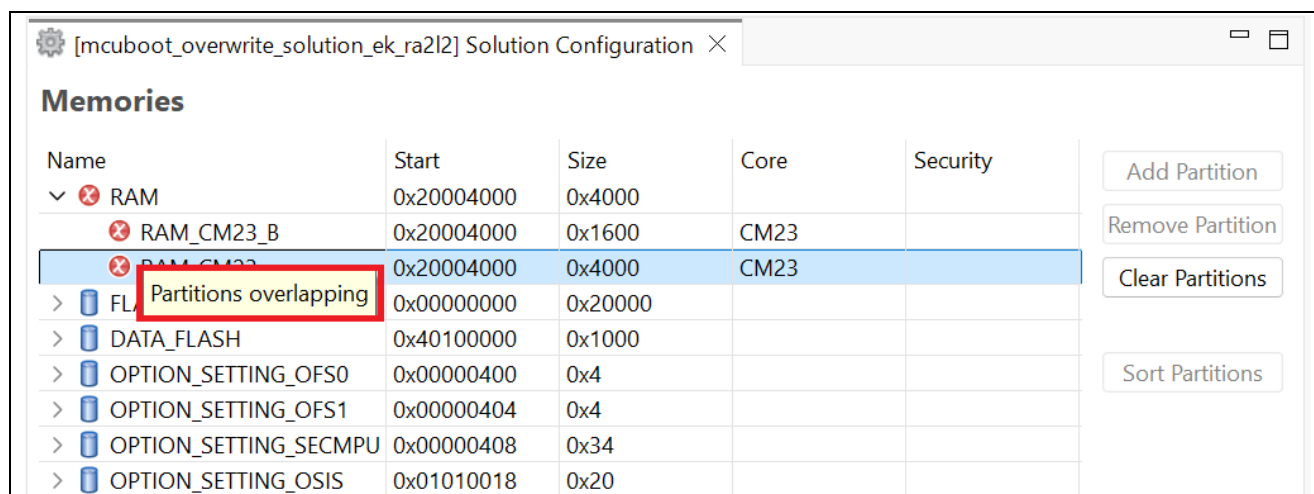 [mcuboot_overwrite_solution_ek_ra2l2] Solution Configuration
Memories
Name Start Size Core Security
RAM 0x20004000 0x4000
RAM_CM23_B 0x20004000 0x1600 CM23
0x20004000 0x4000 CM23
Partitions overlapping
0x00000000 0x20000
DATA_FLASH 0x40100000 0x1000
OPTION_SETTING_OFS0 0x00000400 0x4
OPTION_SETTING_OFS1 0x00000404 0x4
OPTION_SETTING_SECMPU 0x00000408 0x34
OPTION_SETTING_OSIS 0x01010018 0x20
Add Partition
Remove Partition
Clear Partitions
Sort Partitions